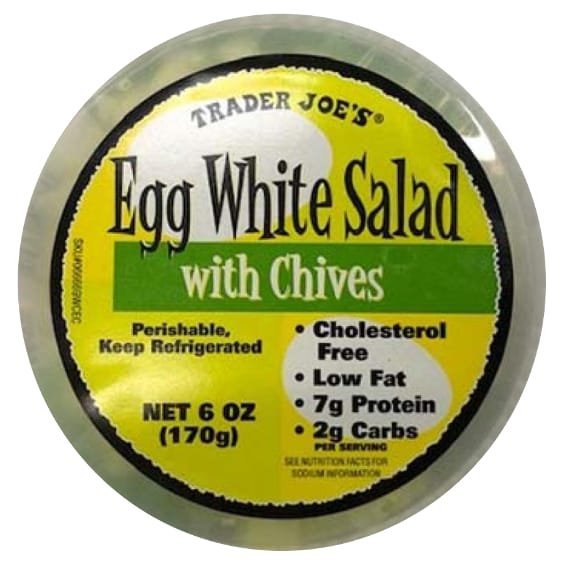 TRADER JOE'S®
Egg White Salad
with Chives
Perishable,
Keep Refrigerated
NET 6 OZ
(170g)
• Cholesterol
Free
• Low Fat
• 7g Protein
• 2g Carbs
PER SERVING
SEE NUTRITION FACTS FOR
SODIUM INFORMATION